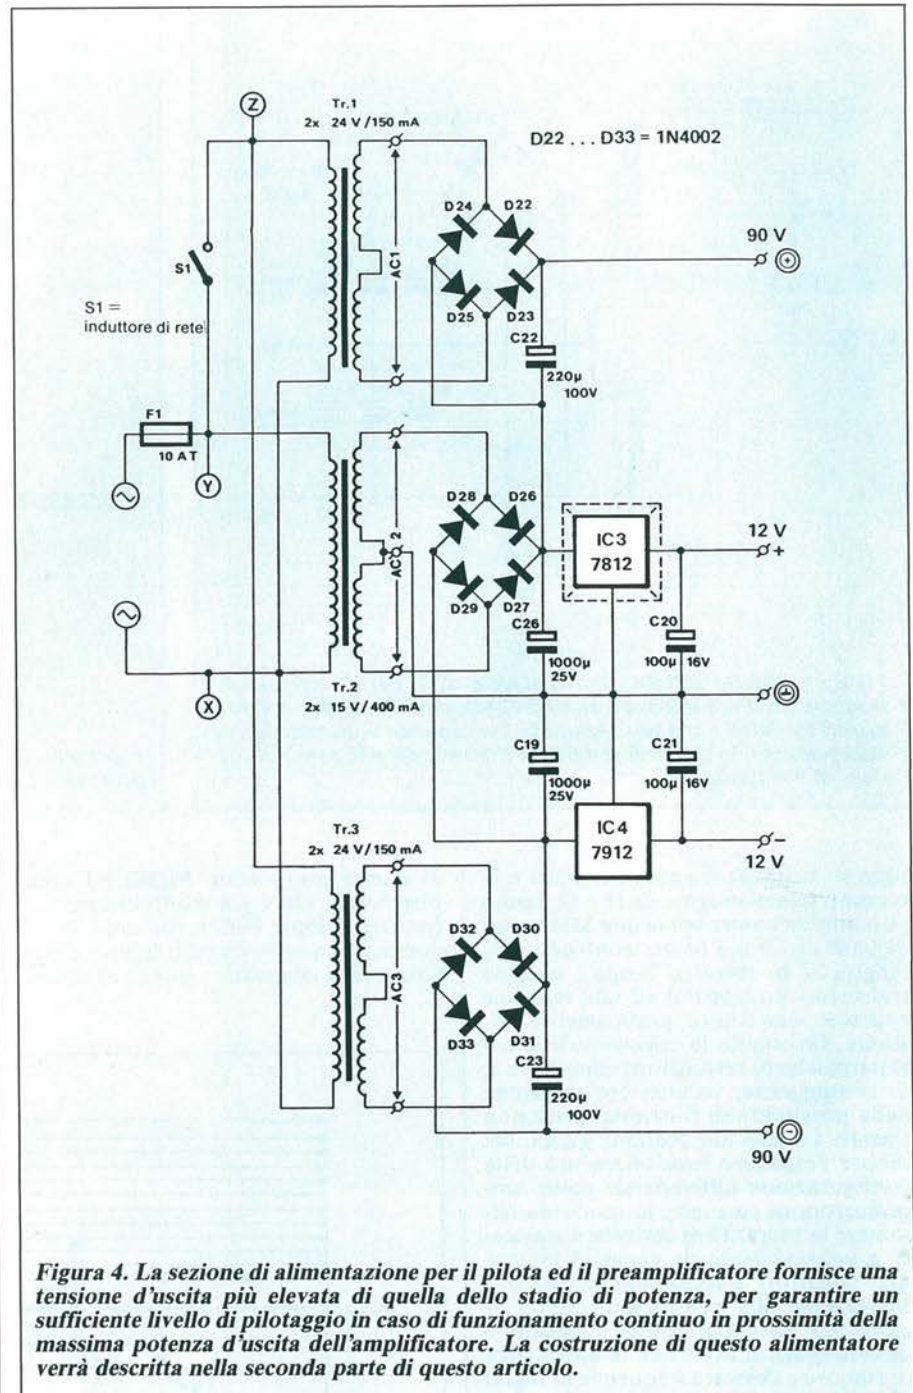 Z
Tr.1
2x 24 V/150 mA
D22 . . . D33 = 1N4002
D24
D22
90 V
+
S1
AC1
S1 =
induttore di rete
D25
D23
C22
220µ
100V
F1
10 AT
Y
D28
D26
IC3
7812
12 V
+
AC 2
D29
D27
C26
1000µ
25V
C20
100µ
16V
X
Tr.2
2x 15 V/400 mA
C19
1000µ
25V
C21
100µ
16V
IC4
7912
−
12 V
Tr.3
2x 24 V/150 mA
D32
D30
AC3
D33
D31
C23
220µ
100V
−
90 V
Figura 4. La sezione di alimentazione per il pilota ed il preamplificatore fornisce una
tensione d'uscita più elevata di quella dello stadio di potenza, per garantire un
sufficiente livello di pilotaggio in caso di funzionamento continuo in prossimità della
massima potenza d'uscita dell'amplificatore. La costruzione di questo alimentatore
verrà descritta nella seconda parte di questo articolo.